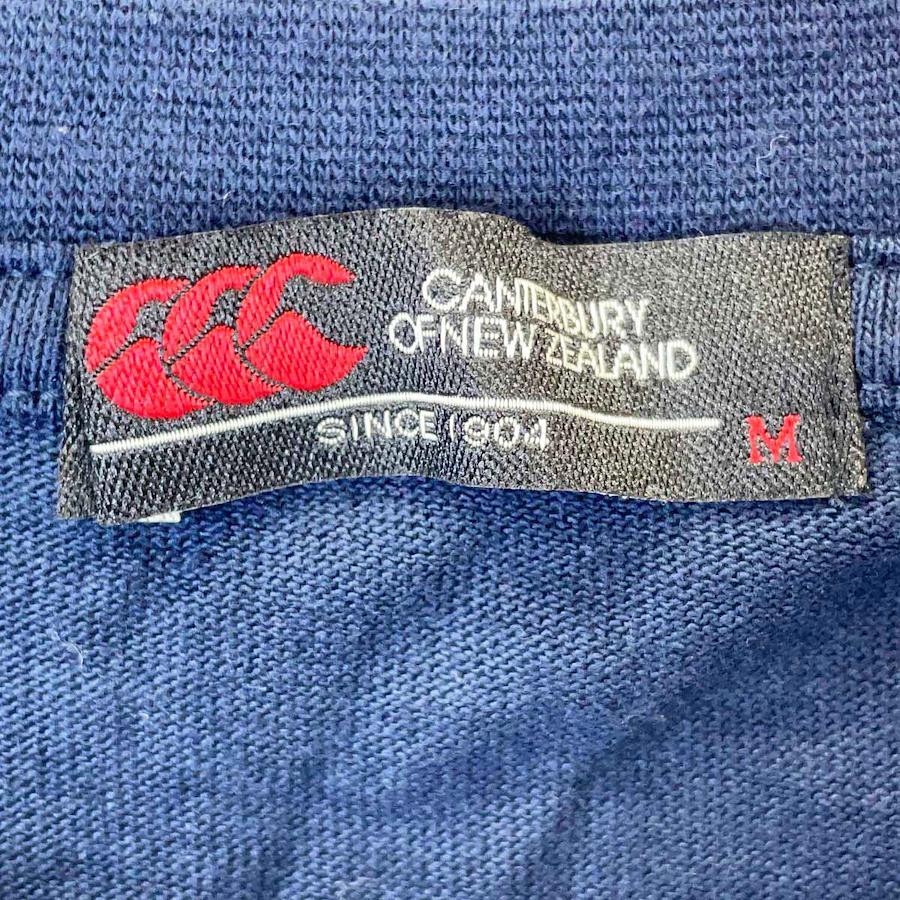 CANTERBURY
OF NEW ZEALAND
SINCE 1904
M